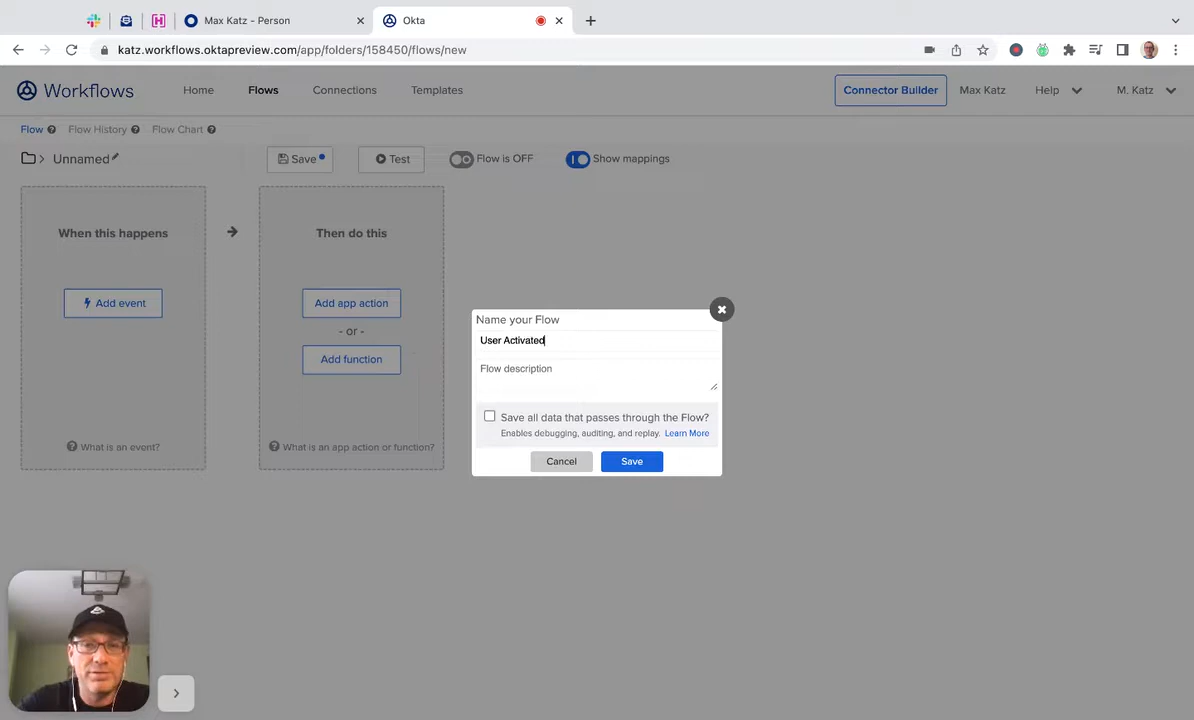 Max Katz - Person
Okta
katz.workflows.oktapreview.com/app/folders/158450/flows/new
Workflows
Home
Flows
Connections
Templates
Connector Builder
Max Katz
Help
M. Katz
Flow
Flow History
Flow Chart
Unnamed
Save
Test
Flow is OFF
Show mappings
When this happens
Add event
What is an event?
Then do this
Add app action
- or -
Add function
What is an app action or function?
Name your Flow
User Activated
Flow description
Save all data that passes through the Flow?
Enables debugging, auditing, and replay. Learn More
Cancel
Save